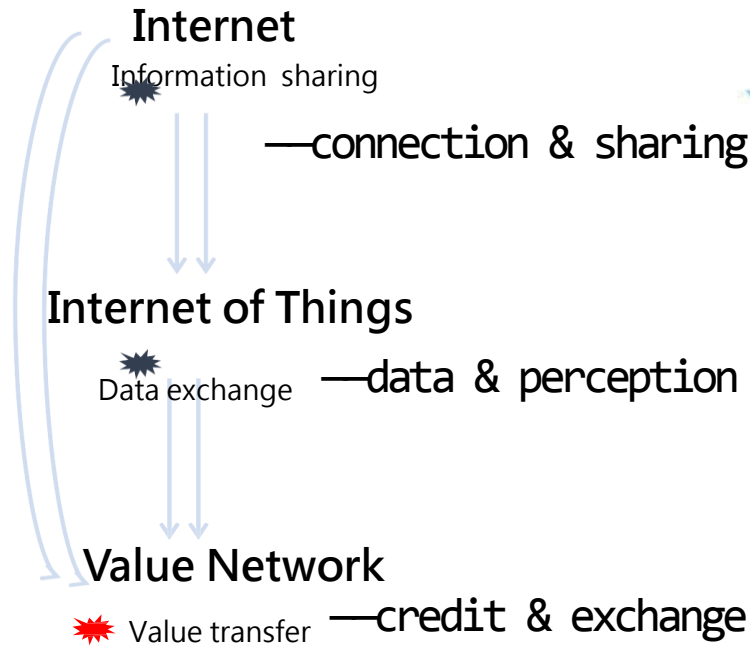 Internet
Information sharing
——connection & sharing
Internet of Things
Data exchange ——data & perception
Value Network
Value transfer ——credit & exchange